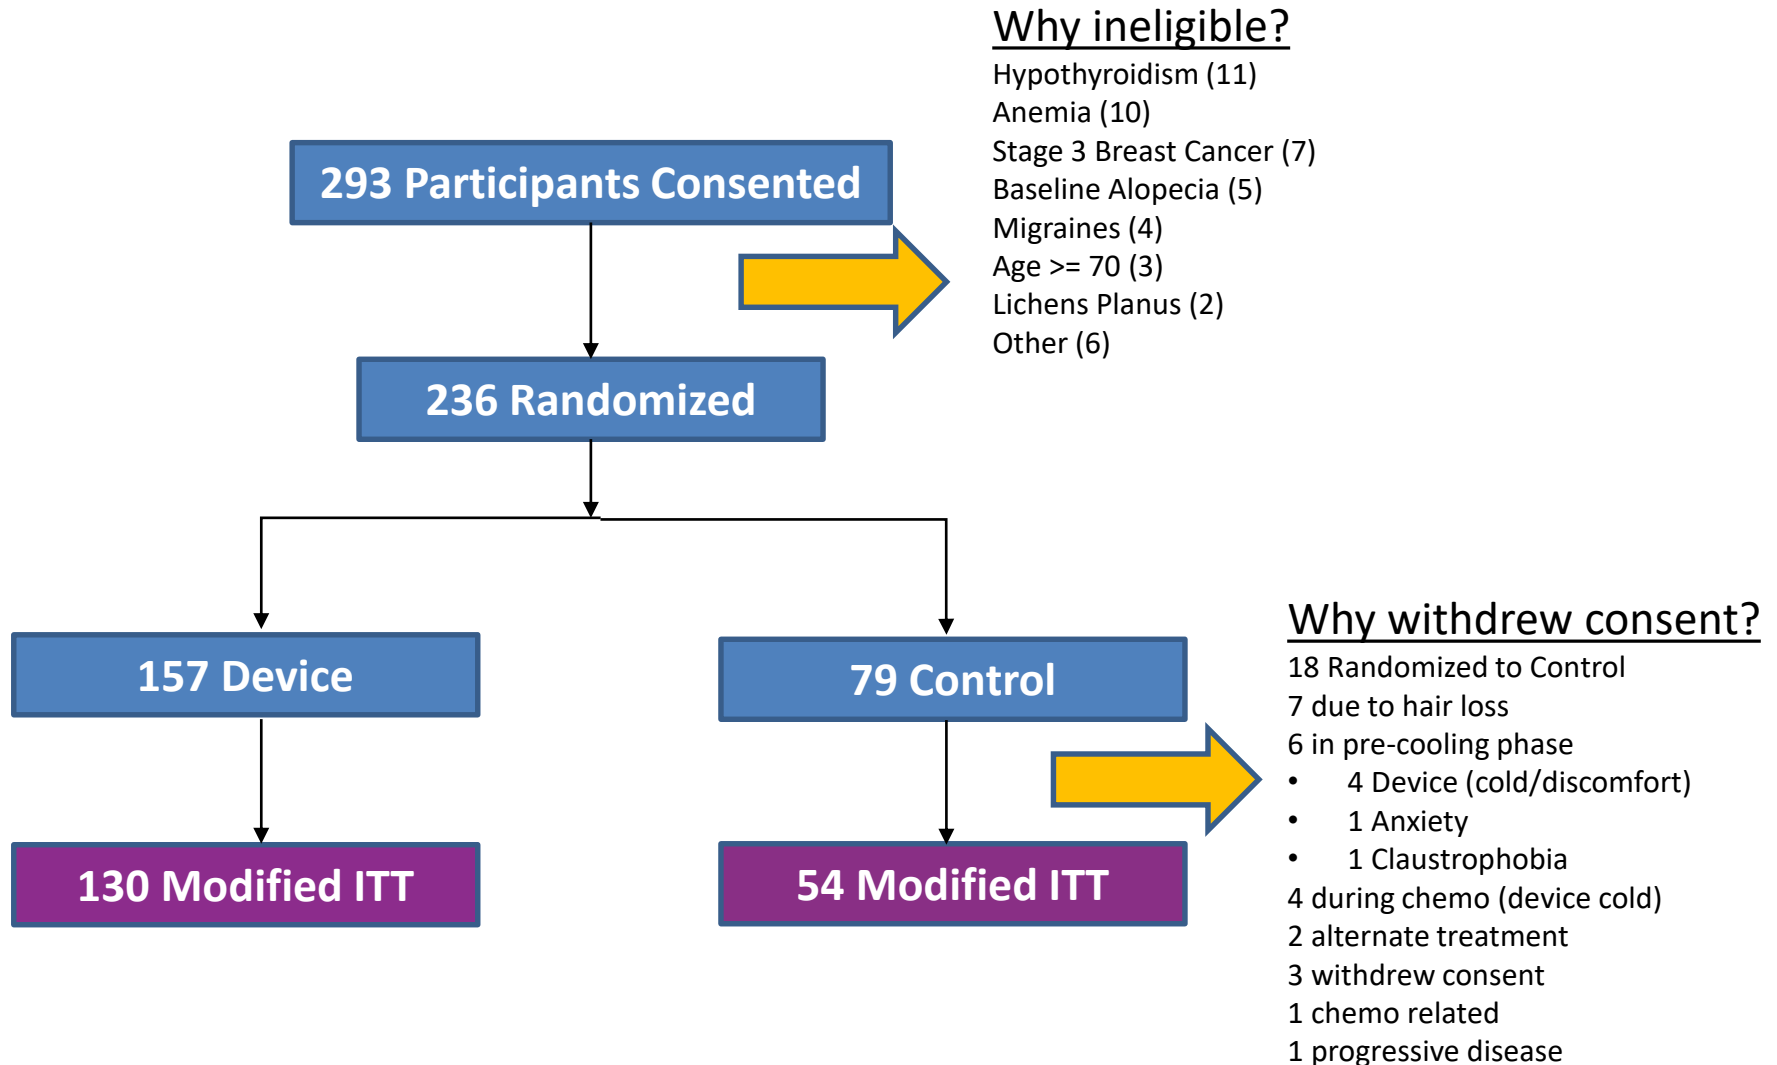 Why ineligible?
Hypothyroidism (11)
Anemia (10)
Stage 3 Breast Cancer (7)
Baseline Alopecia (5)
Migraines (4)
Age >= 70 (3)
Lichens Planus (2)
Other (6)
293 Participants Consented
236 Randomized
157 Device
79 Control
130 Modified ITT
54 Modified ITT
Why withdrew consent?
18 Randomized to Control
7 due to hair loss
6 in pre-cooling phase
• 4 Device (cold/discomfort)
• 1 Anxiety
• 1 Claustrophobia
4 during chemo (device cold)
2 alternate treatment
3 withdrew consent
1 chemo related
1 progressive disease